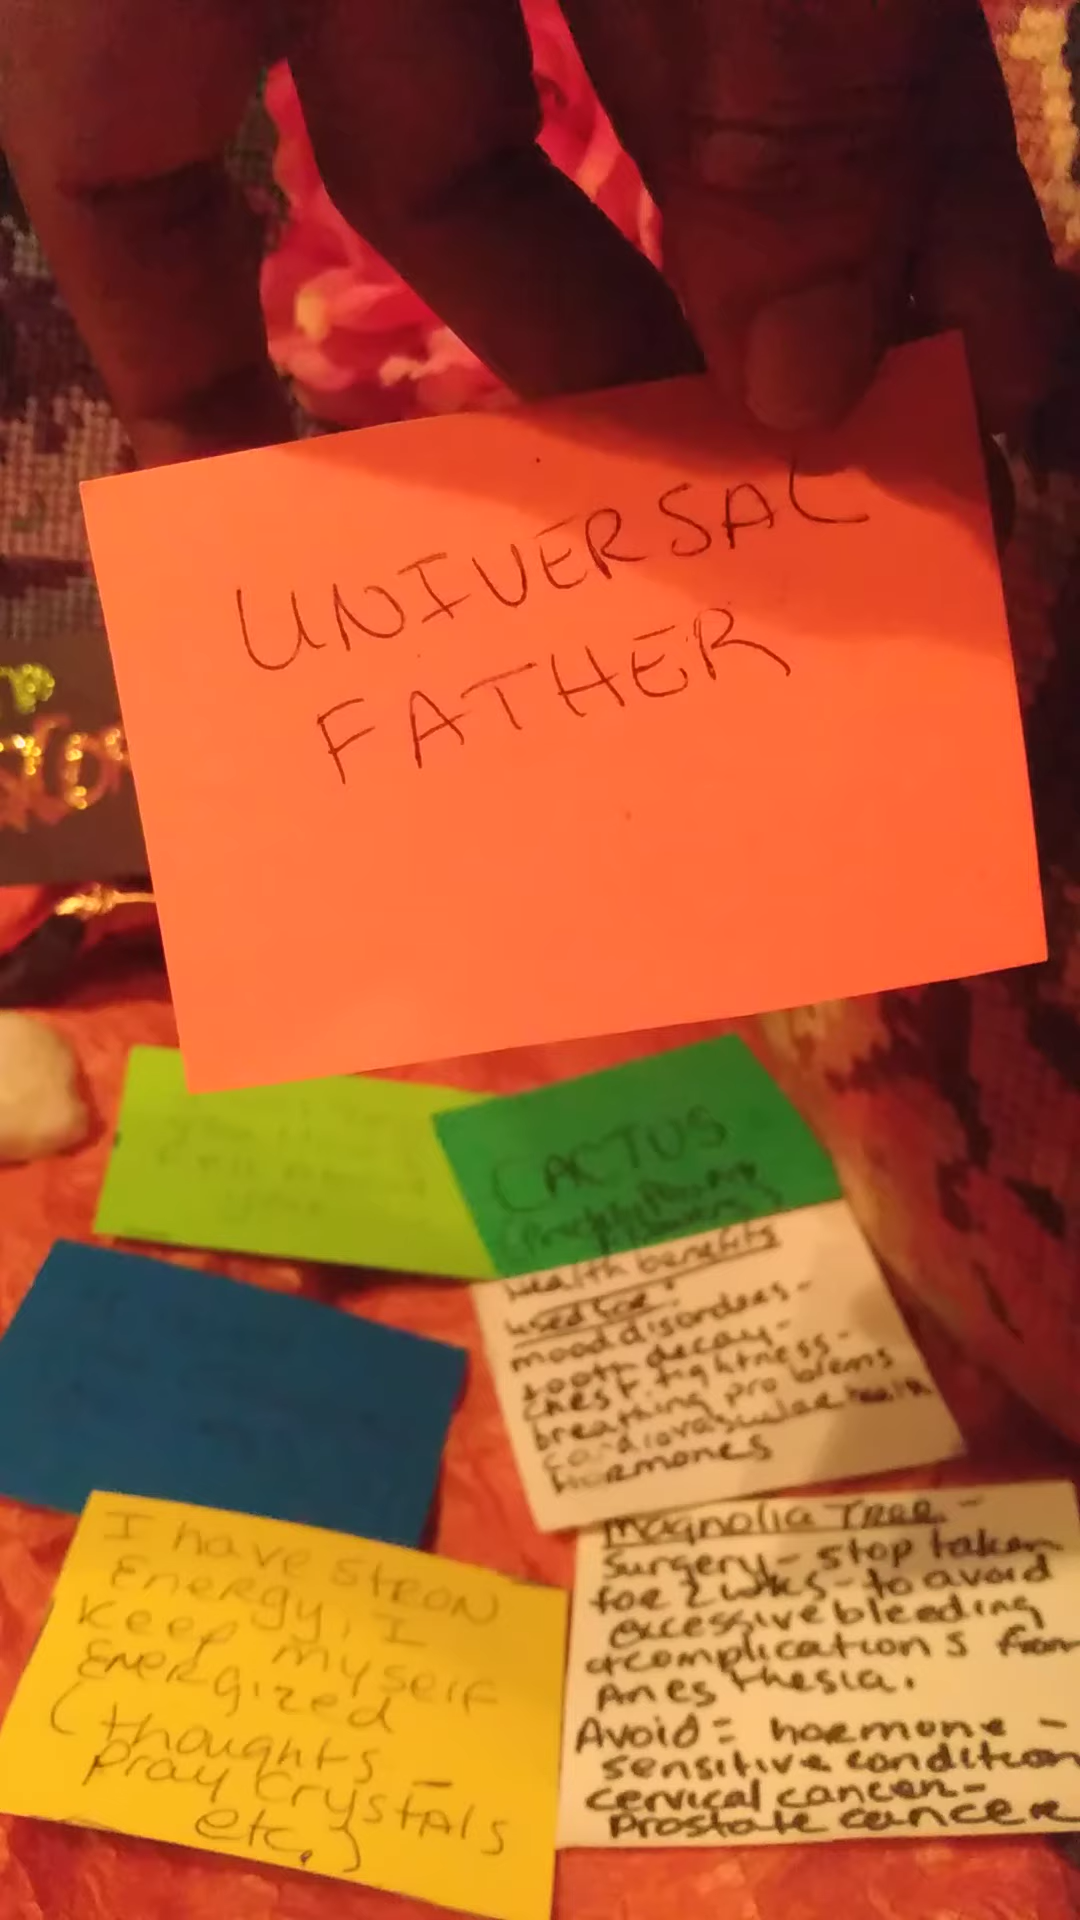 UNIVERSAL
FATHER
CACTUS
health benefits
used for:
mood disorders-
tooth decay-
chest tightness-
breathing problems
cardiovascular health
hormones
I have STRON
Energy, I
Keep myself
Energized
(thoughts-
pray crystals
etc.)
Magnolia Tree-
Surgery- stop taken
for 2 wks- to avoid
excessive bleeding
complications from
Anesthesia.
Avoid= hormone-
sensitive condition
cervical cancer-
prostate cancer